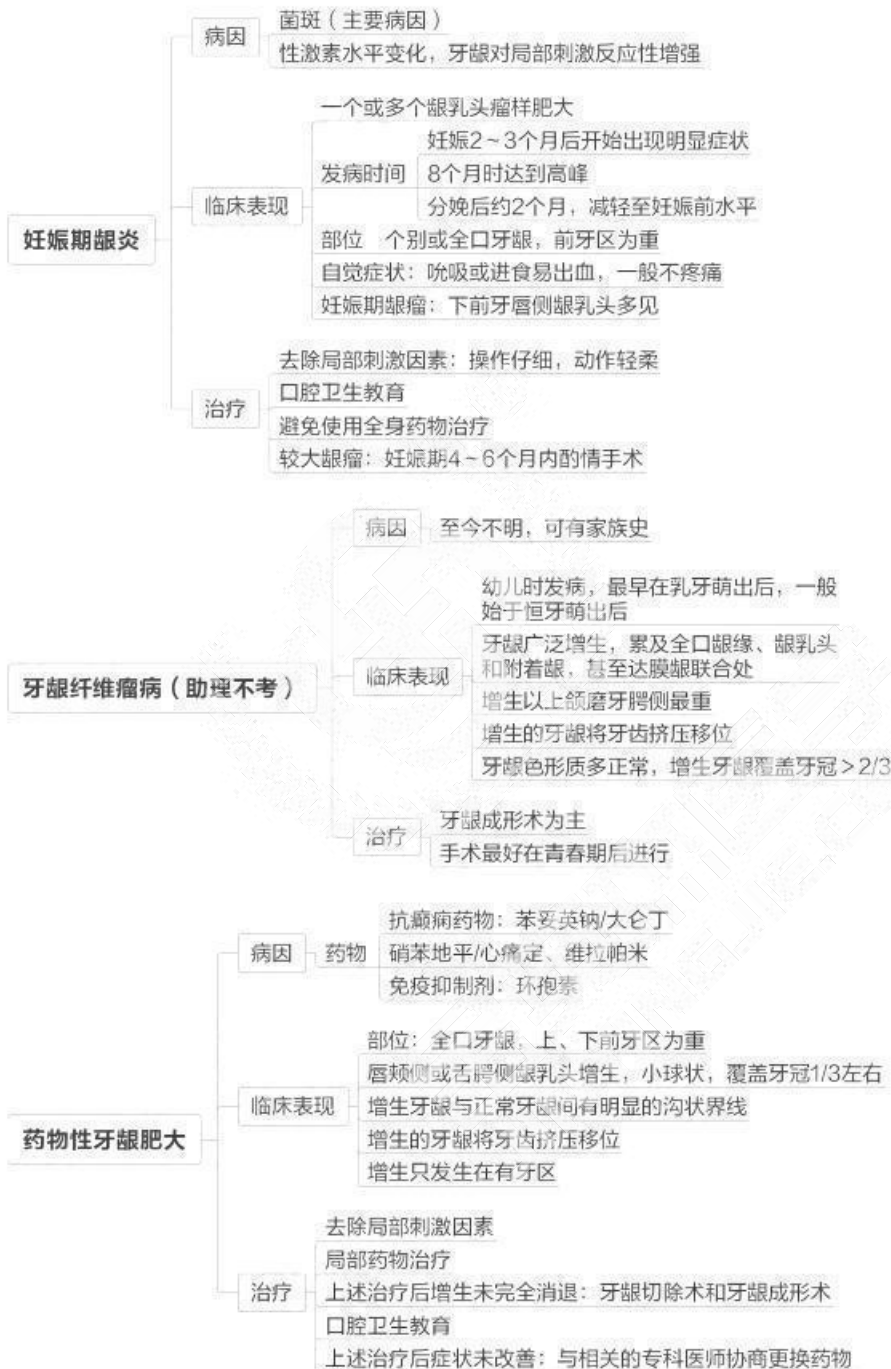 妊娠期龈炎
病因
菌斑（主要病因）
性激素水平变化，牙龈对局部刺激反应性增强
临床表现
一个或多个龈乳头瘤样肥大
发病时间
妊娠2～3个月后开始出现明显症状
8个月时达到高峰
分娩后约2个月，减轻至妊娠前水平
部位 个别或全口牙龈，前牙区为重
自觉症状：吮吸或进食易出血，一般不疼痛
妊娠期龈瘤：下前牙唇侧龈乳头多见
治疗
去除局部刺激因素：操作仔细，动作轻柔
口腔卫生教育
避免使用全身药物治疗
较大龈瘤：妊娠期4～6个月内酌情手术
牙龈纤维瘤病（助理不考）
病因
至今不明，可有家族史
临床表现
幼儿时发病，最早在乳牙萌出后，一般
始于恒牙萌出后
牙龈广泛增生，累及全口龈缘、龈乳头
和附着龈，甚至达膜龈联合处
增生以上颌磨牙腭侧最重
增生的牙龈将牙齿挤压移位
牙龈色形质多正常，增生牙龈覆盖牙冠＞2/3
治疗
牙龈成形术为主
手术最好在青春期后进行
药物性牙龈肥大
病因
药物
抗癫痫药物：苯妥英钠/大仑丁
硝苯地平/心痛定、维拉帕米
免疫抑制剂：环孢素
临床表现
部位：全口牙龈，上、下前牙区为重
唇颊侧或舌腭侧龈乳头增生，小球状，覆盖牙冠1/3左右
增生牙龈与正常牙龈间有明显的沟状界线
增生的牙龈将牙齿挤压移位
增生只发生在有牙区
治疗
去除局部刺激因素
局部药物治疗
上述治疗后增生未完全消退：牙龈切除术和牙龈成形术
口腔卫生教育
上述治疗后症状未改善：与相关的专科医师协商更换药物